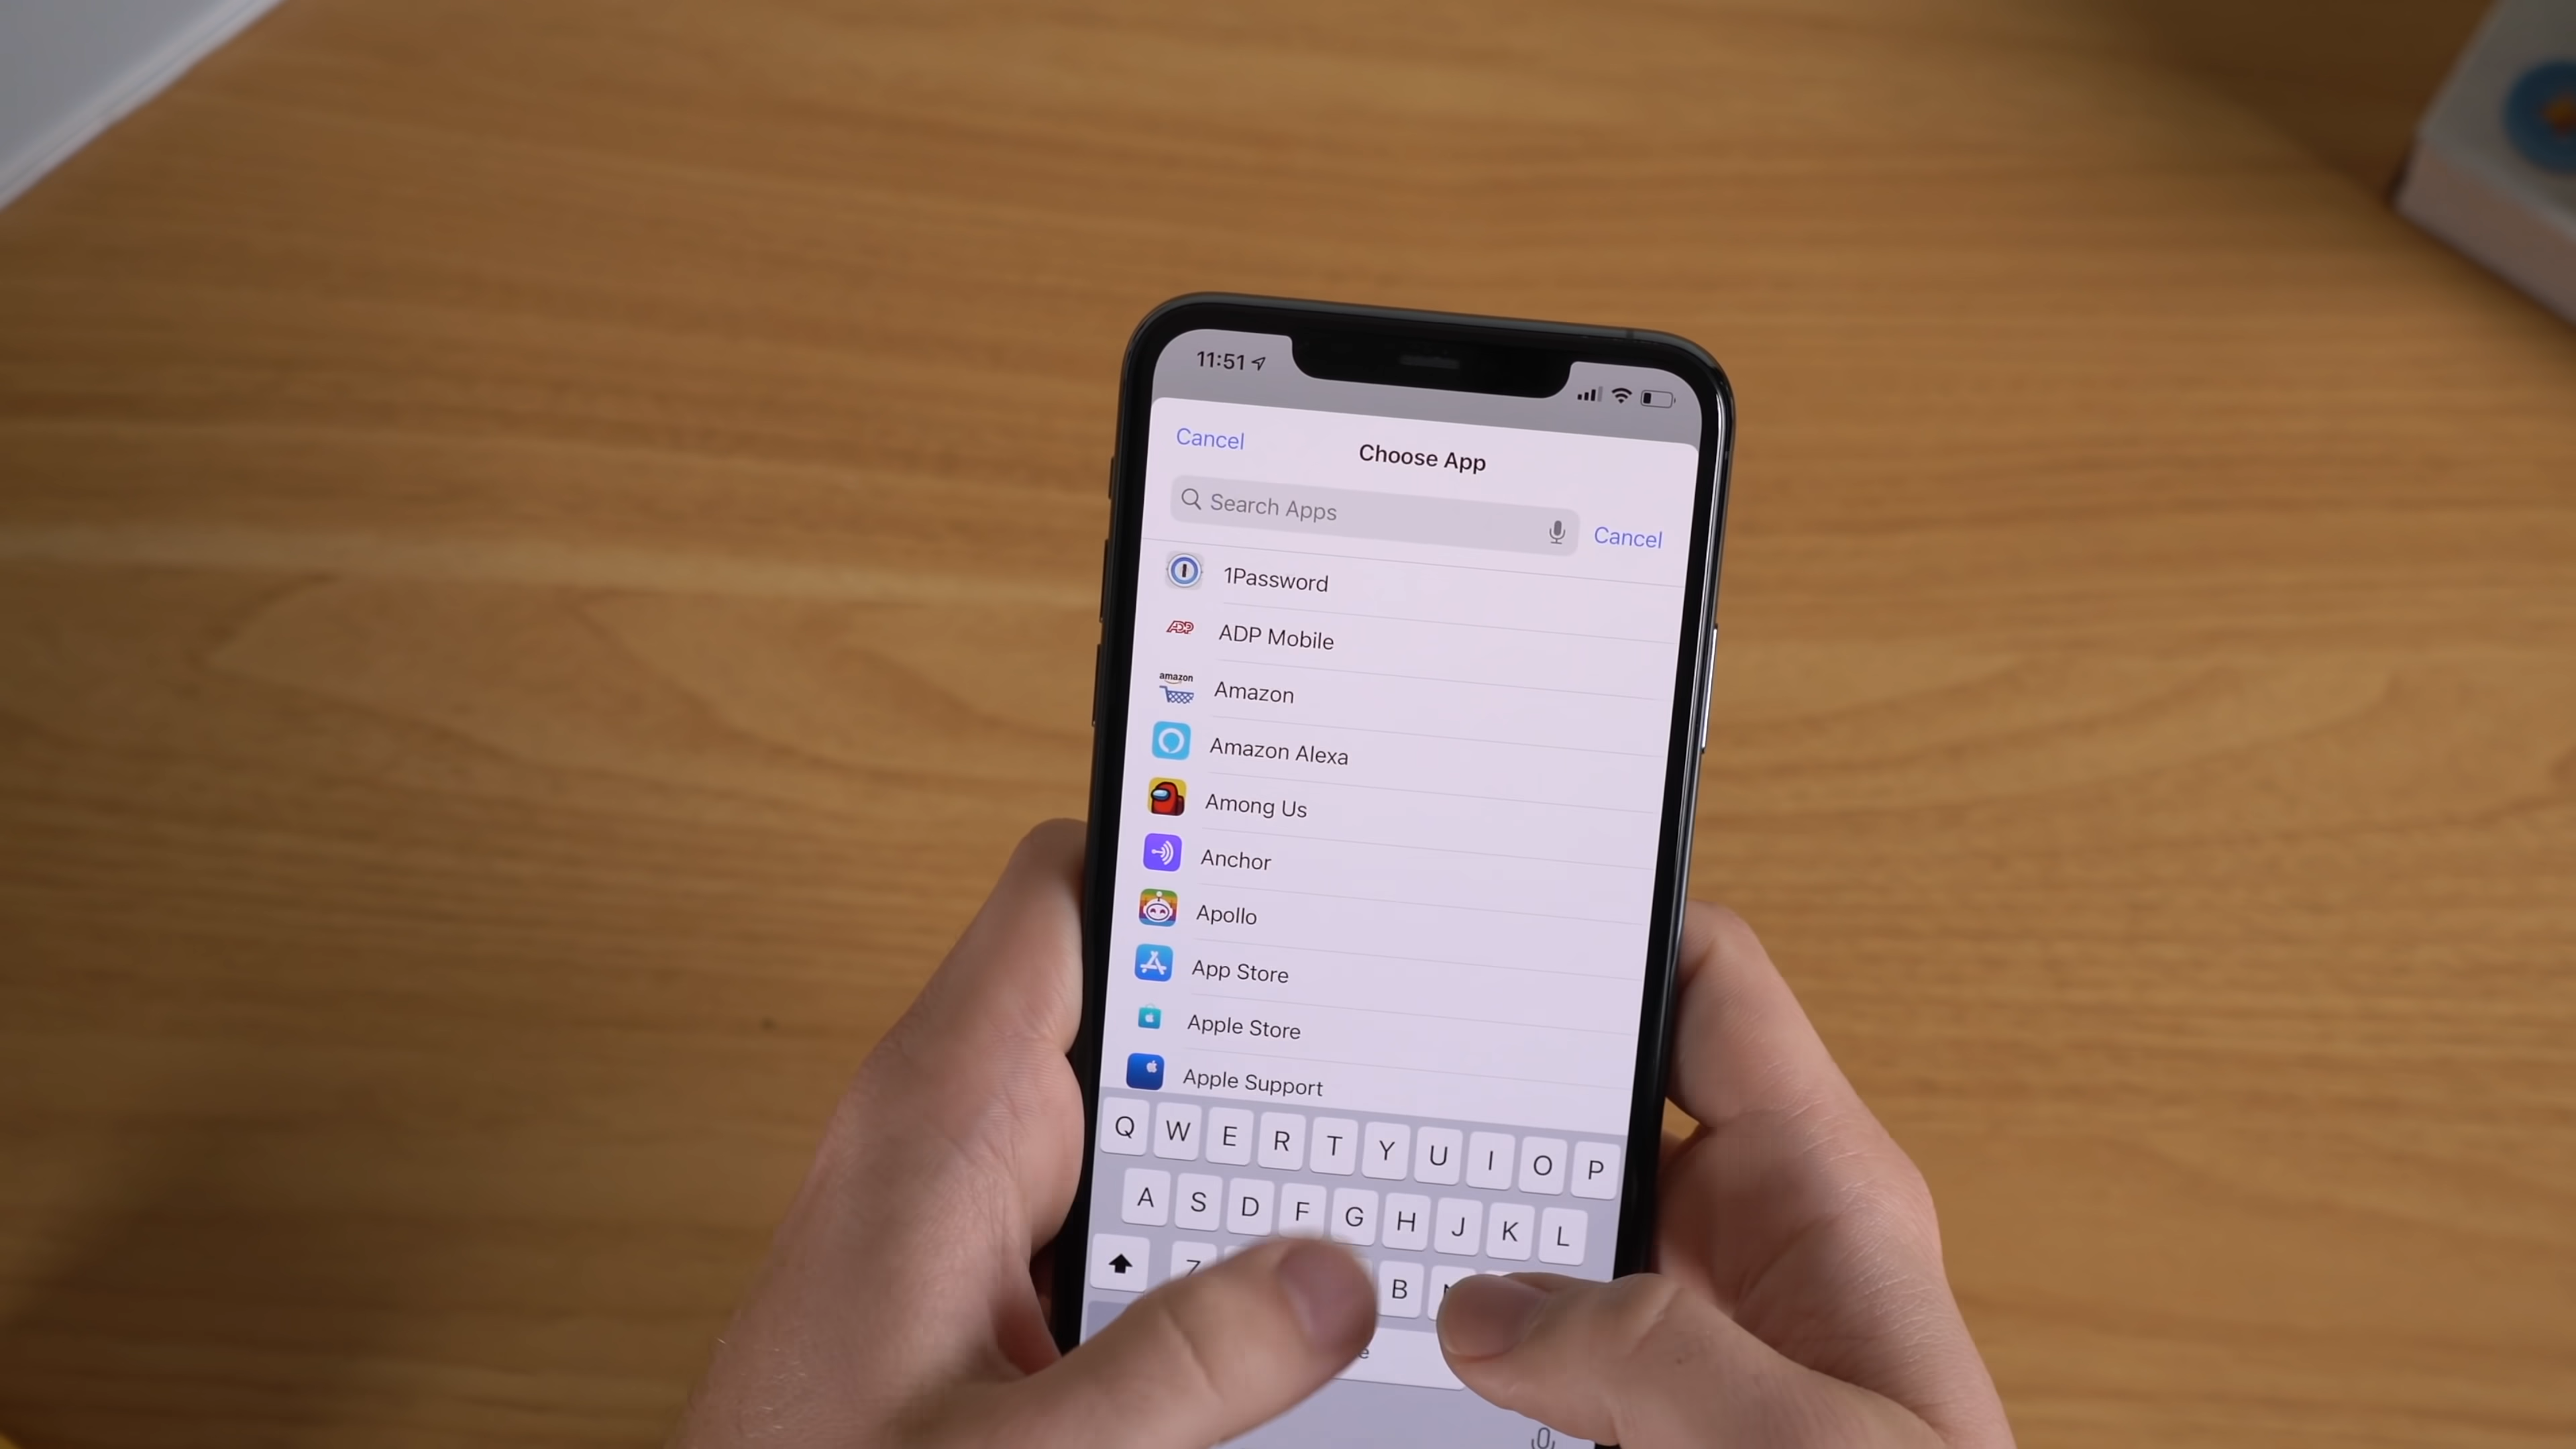 11:51
Cancel
Choose App
Search Apps
Cancel
1Password
ADP
ADP Mobile
amazon
Amazon
Amazon Alexa
Among Us
Anchor
Apollo
App Store
Apple Store
Apple Support
Q W E R T Y U I O P
A S D F G H J K L
Z B